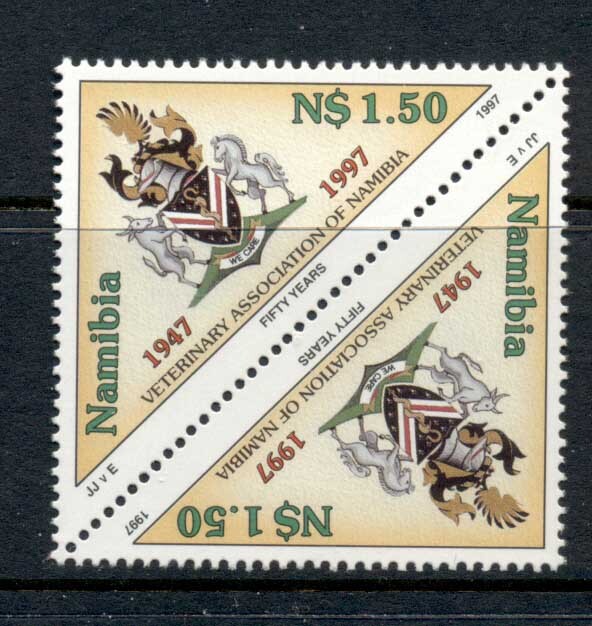 N$ 1.50
Namibia
1947
1997
WE CARE
VETERINARY ASSOCIATION OF NAMIBIA
FIFTY YEARS
JJ v E
1997
Namibia
N$ 1.50
1947
1997
WE CARE
VETERINARY ASSOCIATION OF NAMIBIA
FIFTY YEARS
JJ v E
1997